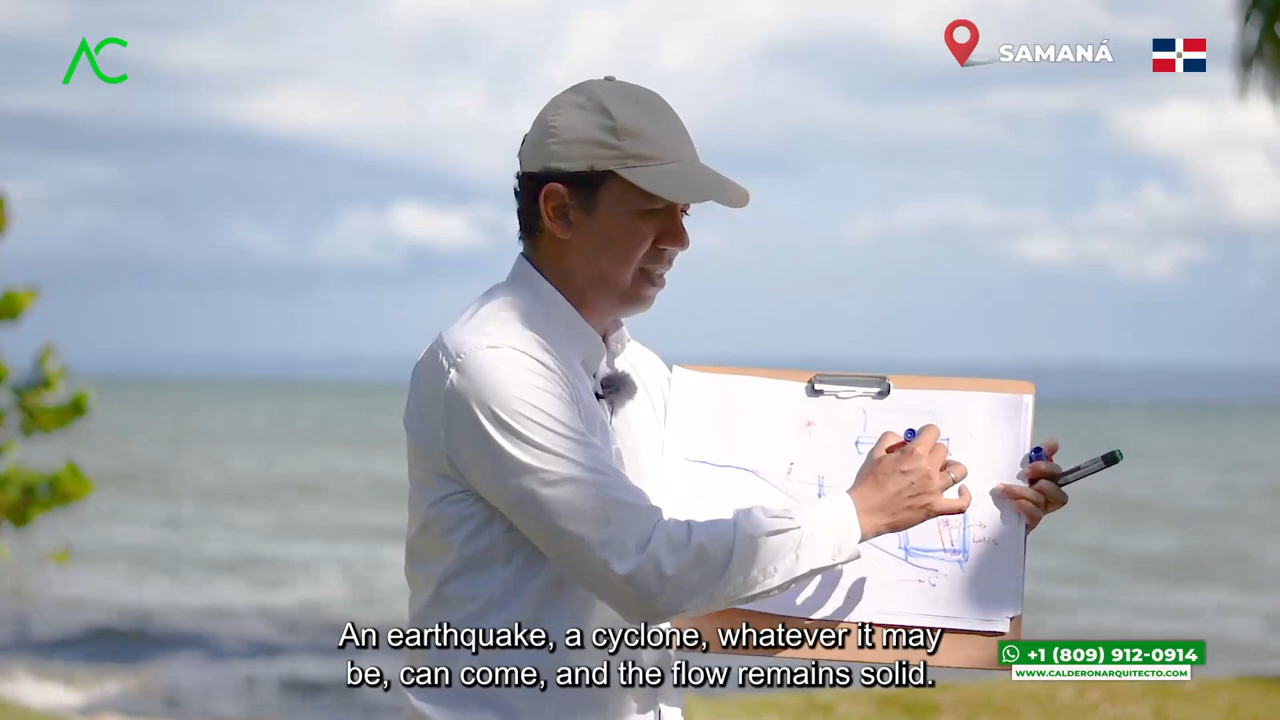 AC
SAMANÁ
An earthquake, a cyclone, whatever it may
be, can come, and the flow remains solid.
+1 (809) 912-0914
WWW.CALDERONARQUITECTO.COM